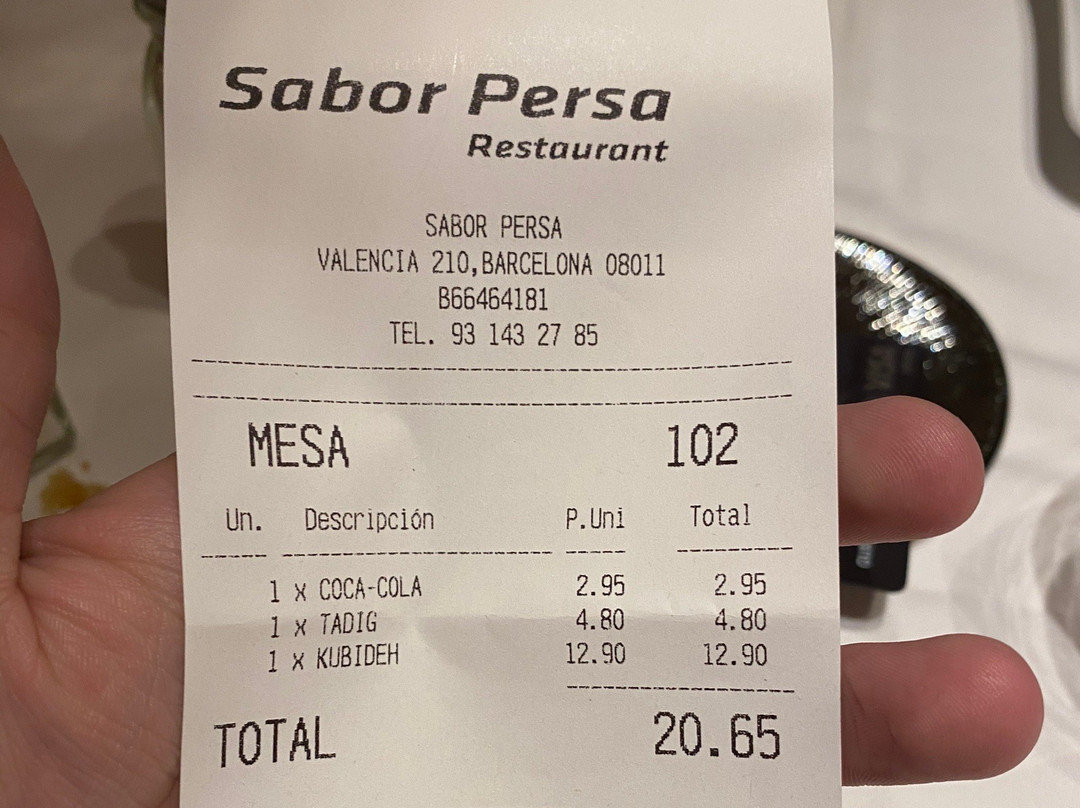 Sabor Persa
Restaurant
SABOR PERSA
VALENCIA 210,BARCELONA 08011
B66464181
TEL. 93 143 27 85
MESA 102
Un. Descripción P.Uni Total
1 x COCA-COLA 2.95 2.95
1 x TADIG 4.80 4.80
1 x KUBIDEH 12.90 12.90
TOTAL 20.65
VISA